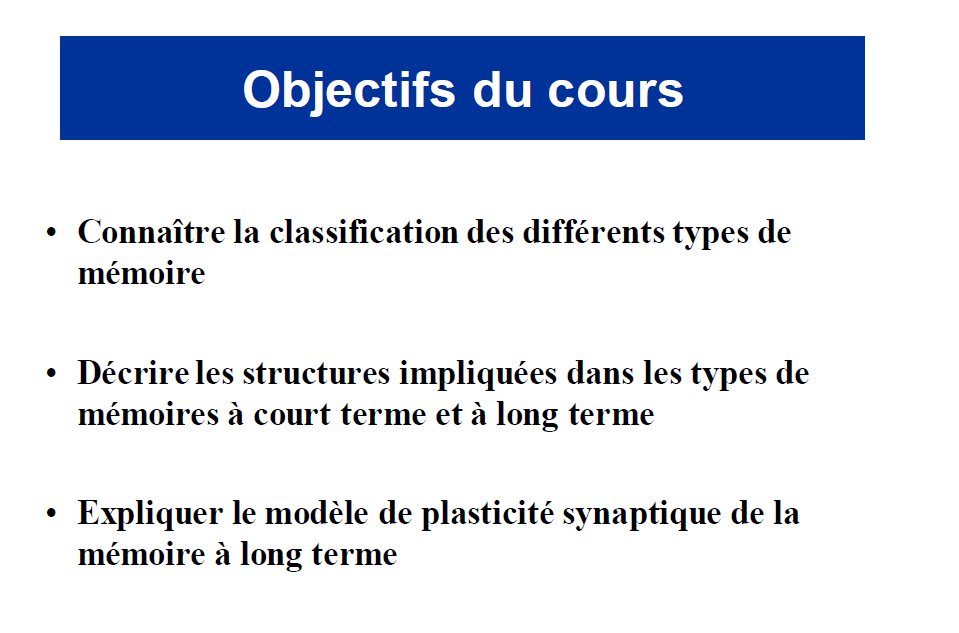 Objectifs du cours
• Connaître la classification des différents types de
mémoire
• Décrire les structures impliquées dans les types de
mémoires à court terme et à long terme
• Expliquer le modèle de plasticité synaptique de la
mémoire à long terme